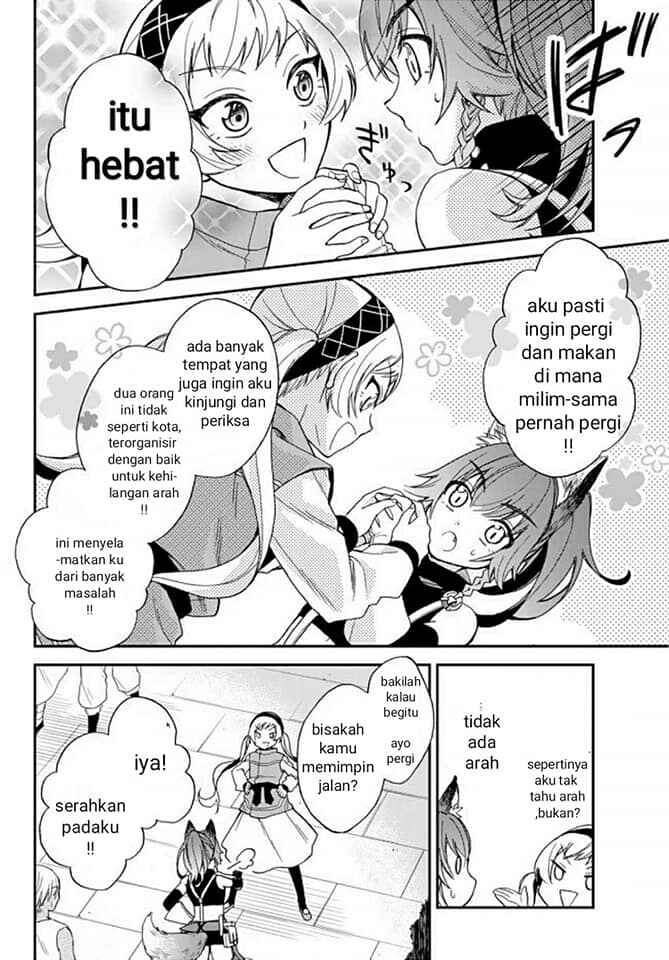 itu
hebat
!!
ぎゅっ
ばっ
aku pasti
ingin pergi
dan makan
di mana
milim-sama
pernah pergi
!!
ada banyak
tempat yang
juga ingin aku
kinjungi dan
periksa
dua orang
ini tidak
seperti kota,
terorganisir
dengan baik
untuk kehi-
langan arah
!!
ini menyela
-matkan ku
dari banyak
masalah
!!
tidak
ada
arah
sepertinya
aku tak
tahu arah
,bukan?
bakilah
kalau
begitu
ayo
pergi
bisakah
kamu
memimpin
jalan?
iya!
serahkan
padaku
!!